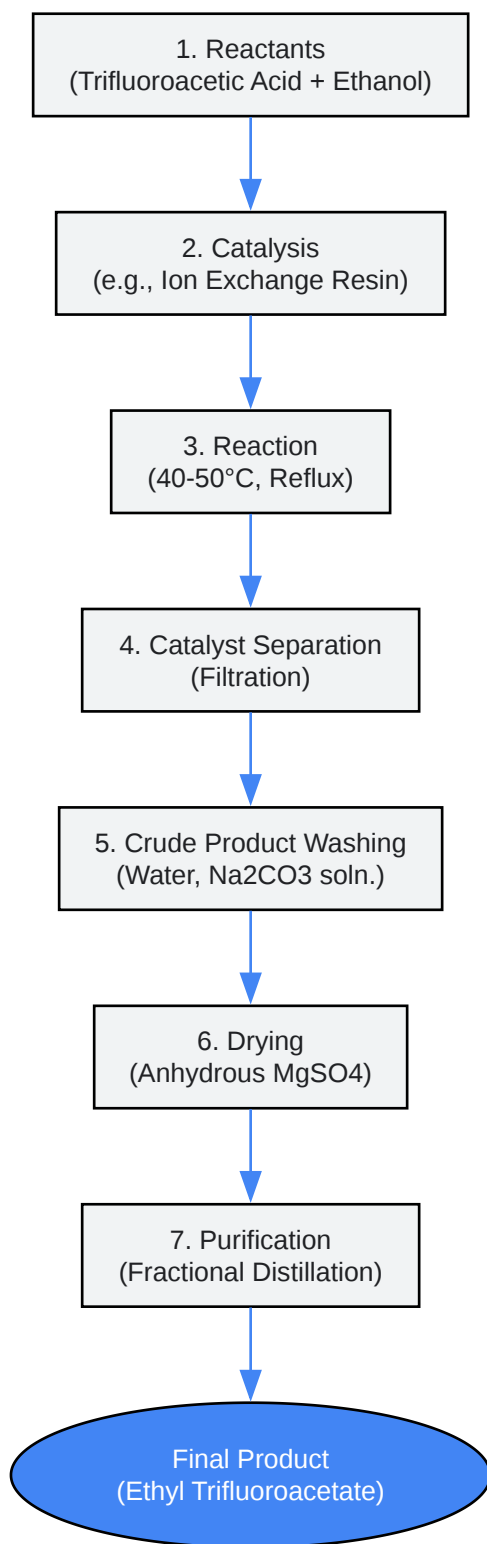 1. Reactants
(Trifluoroacetic Acid + Ethanol)
2. Catalysis
(e.g., Ion Exchange Resin)
3. Reaction
(40-50°C, Reflux)
4. Catalyst Separation
(Filtration)
5. Crude Product Washing
(Water, Na2CO3 soln.)
6. Drying
(Anhydrous MgSO4)
7. Purification
(Fractional Distillation)
Final Product
(Ethyl Trifluoroacetate)